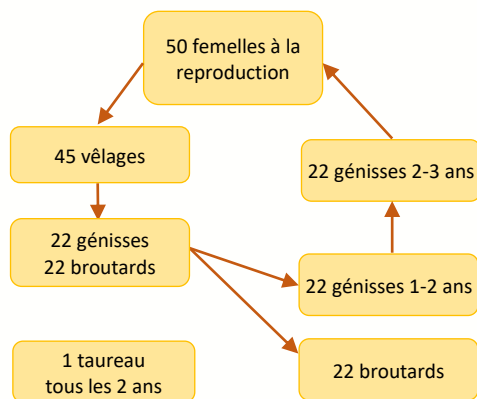 50 femelles à la
reproduction
45 vêlages
22 génisses 2-3 ans
22 génisses
22 broutards
22 génisses 1-2 ans
1 taureau
tous les 2 ans
22 broutards